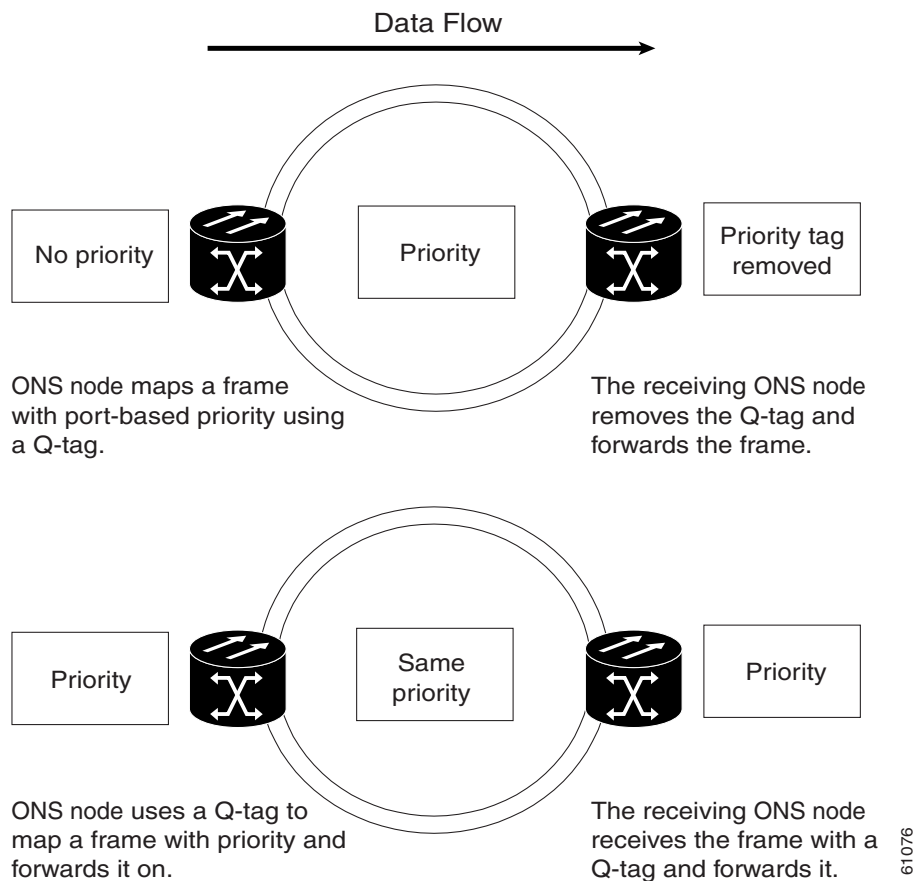 Data Flow
No priority
Priority
Priority tag
removed
ONS node maps a frame
with port-based priority using
a Q-tag.
The receiving ONS node
removes the Q-tag and
forwards the frame.
Priority
Same
priority
Priority
ONS node uses a Q-tag to
map a frame with priority and
forwards it on.
The receiving ONS node
receives the frame with a
Q-tag and forwards it.
61076